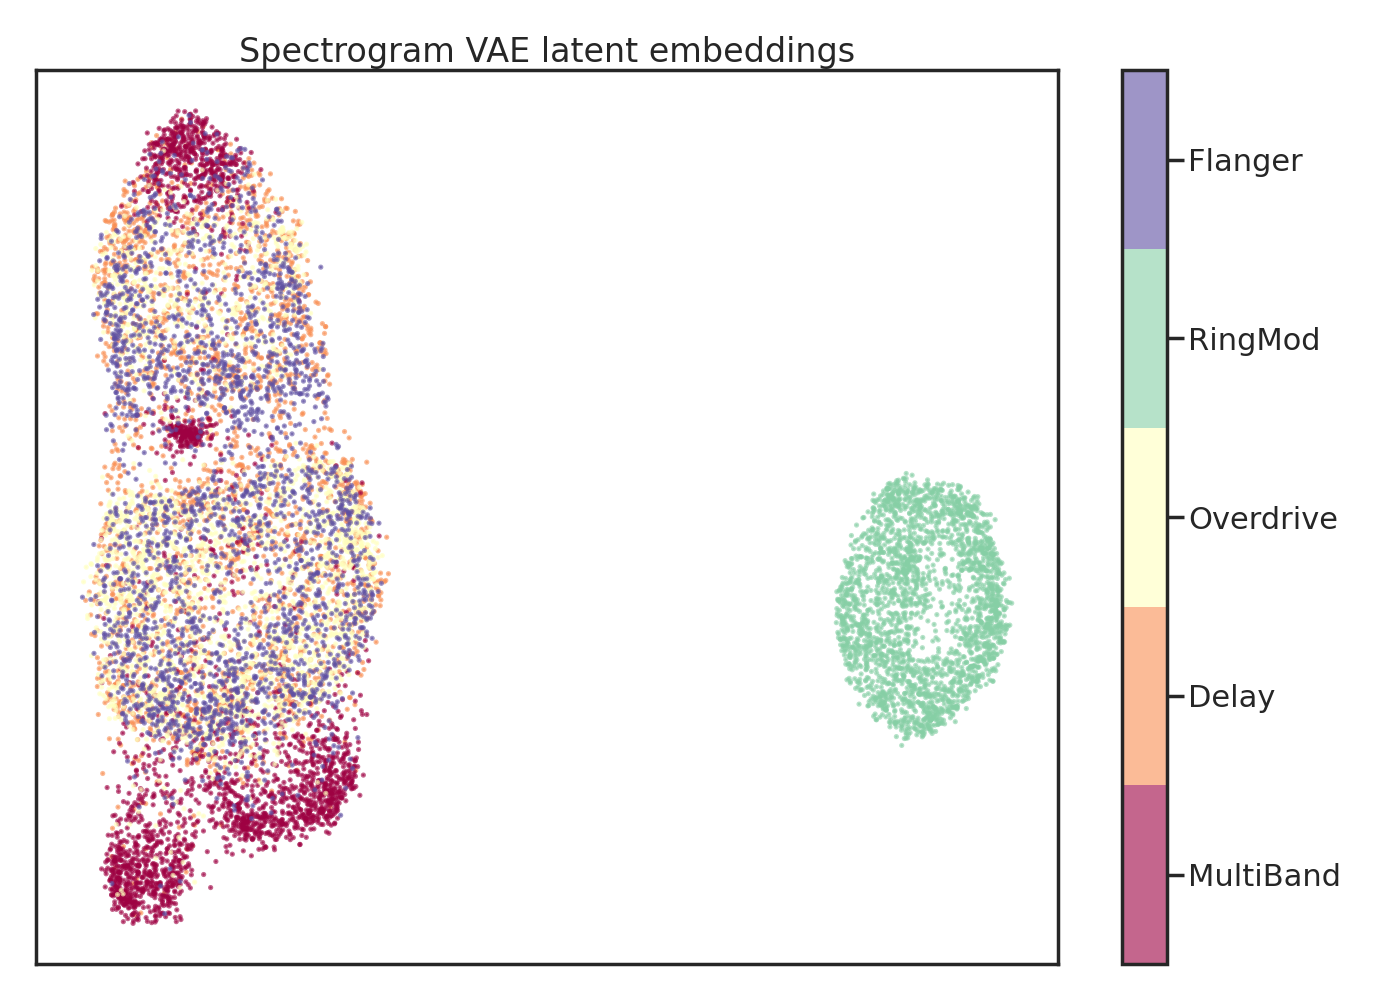 Spectrogram VAE latent embeddings
Flanger
RingMod
Overdrive
Delay
MultiBand